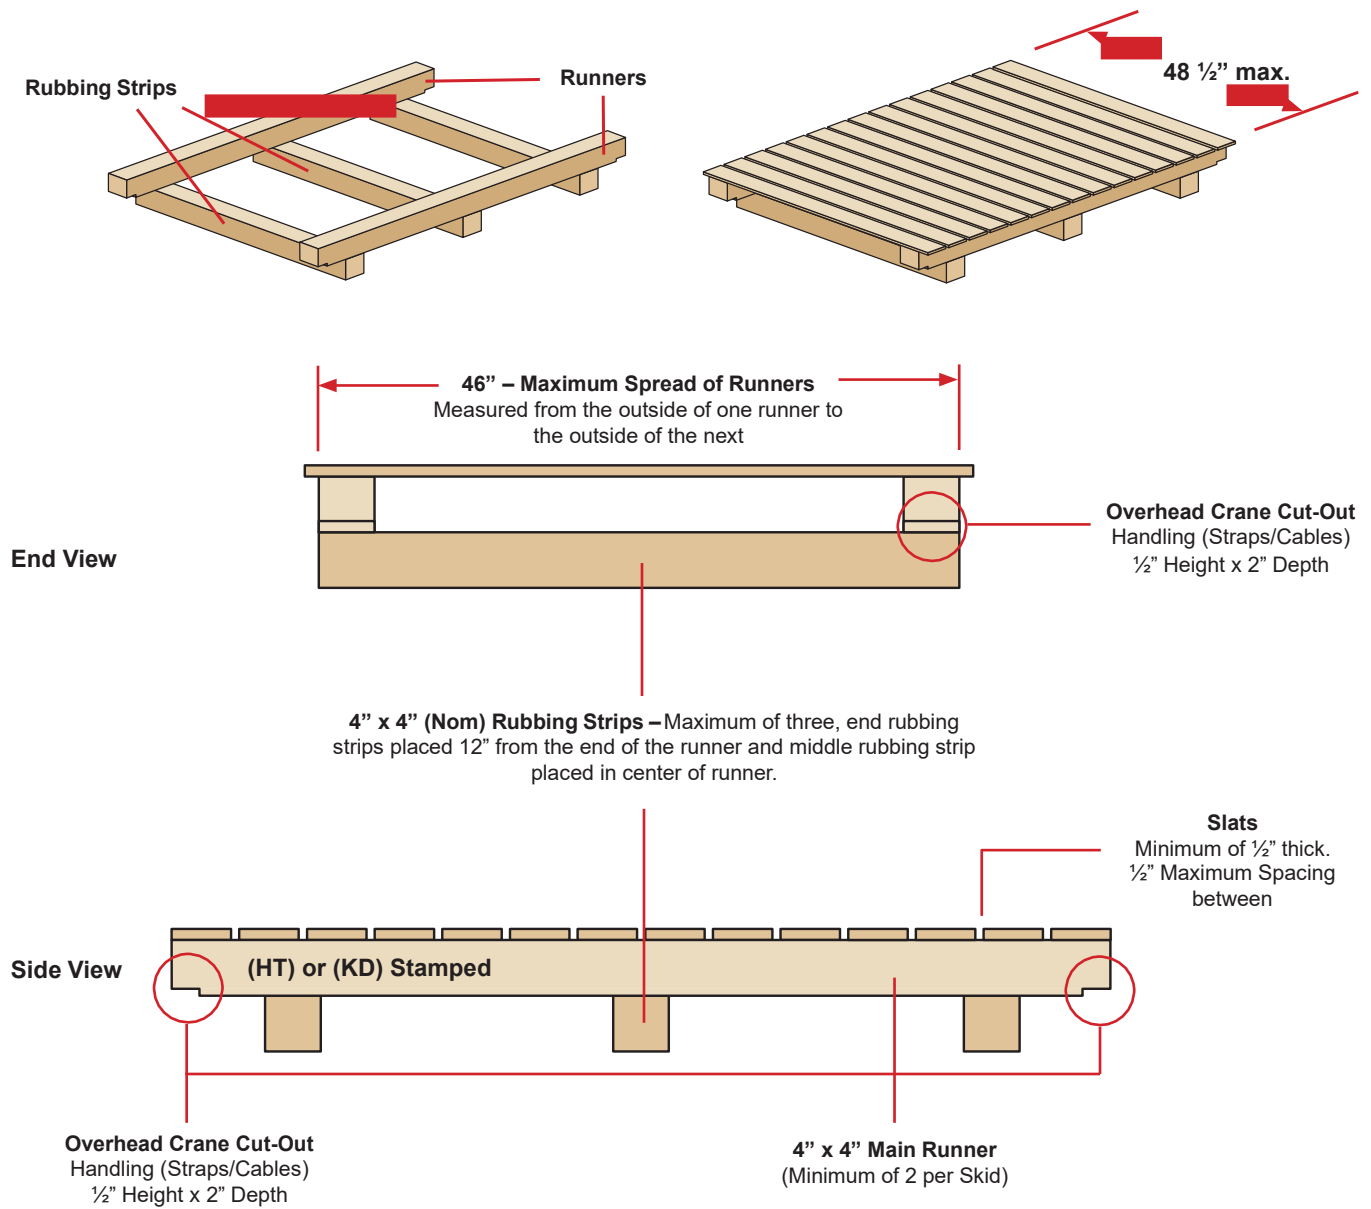 Rubbing Strips
Runners
48 ½” max.
46” – Maximum Spread of Runners
Measured from the outside of one runner to
the outside of the next
Overhead Crane Cut-Out
Handling (Straps/Cables)
½” Height x 2” Depth
End View
4” x 4” (Nom) Rubbing Strips – Maximum of three, end rubbing
strips placed 12” from the end of the runner and middle rubbing strip
placed in center of runner.
Slats
Minimum of ½” thick.
½” Maximum Spacing
between
Side View
(HT) or (KD) Stamped
Overhead Crane Cut-Out
Handling (Straps/Cables)
½” Height x 2” Depth
4” x 4” Main Runner
(Minimum of 2 per Skid)